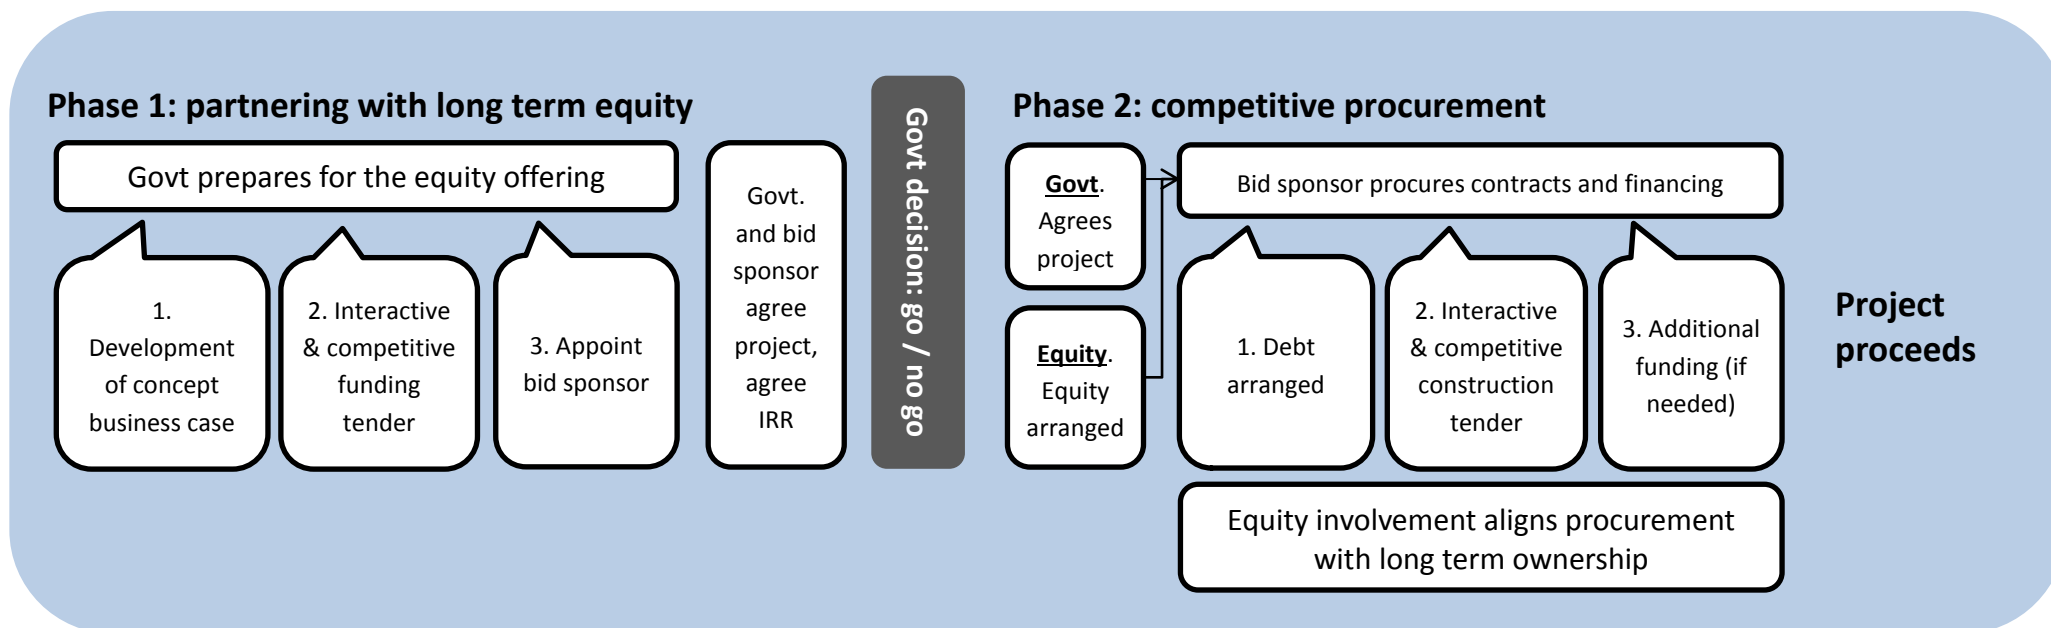 Phase 1: partnering with long term equity
Govt prepares for the equity offering
1.
Development
of concept
business case
2. Interactive
& competitive
funding
tender
3. Appoint
bid sponsor
Govt.
and bid
sponsor
agree
project,
agree
IRR
Govt decision: go / no go
Phase 2: competitive procurement
Govt.
Agrees
project
Equity.
Equity
arranged
Bid sponsor procures contracts and financing
1. Debt
arranged
2. Interactive
& competitive
construction
tender
3. Additional
funding (if
needed)
Equity involvement aligns procurement
with long term ownership
Project
proceeds